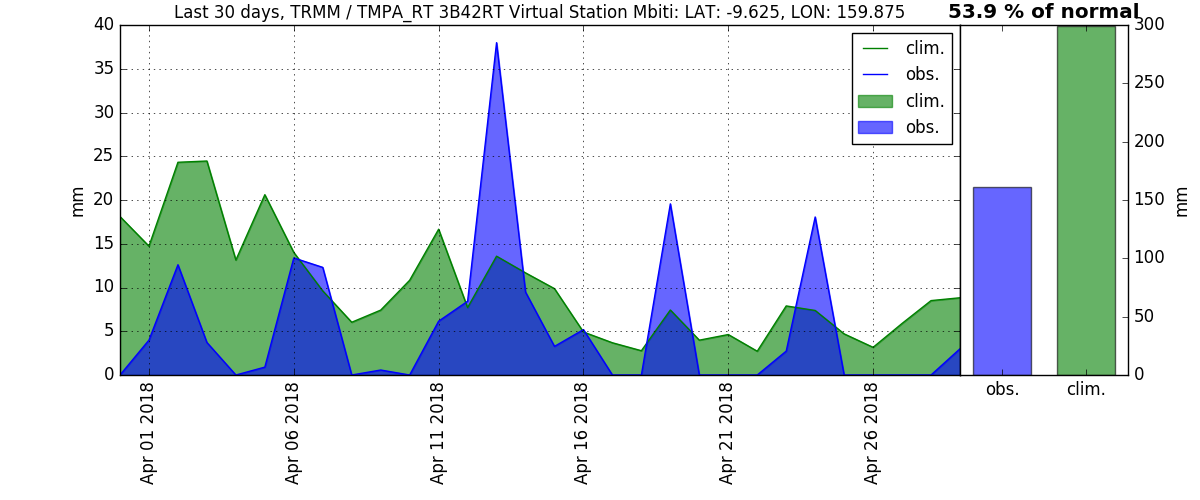 Last 30 days, TRMM / TMPA_RT 3B42RT Virtual Station Mbiti: LAT: -9.625, LON: 159.875
53.9 % of normal
40
35
30
25
20
15
10
5
0
mm
clim.
obs.
clim.
obs.
Apr 01 2018
Apr 06 2018
Apr 11 2018
Apr 16 2018
Apr 21 2018
Apr 26 2018
300
250
200
150
100
50
0
mm
obs.
clim.